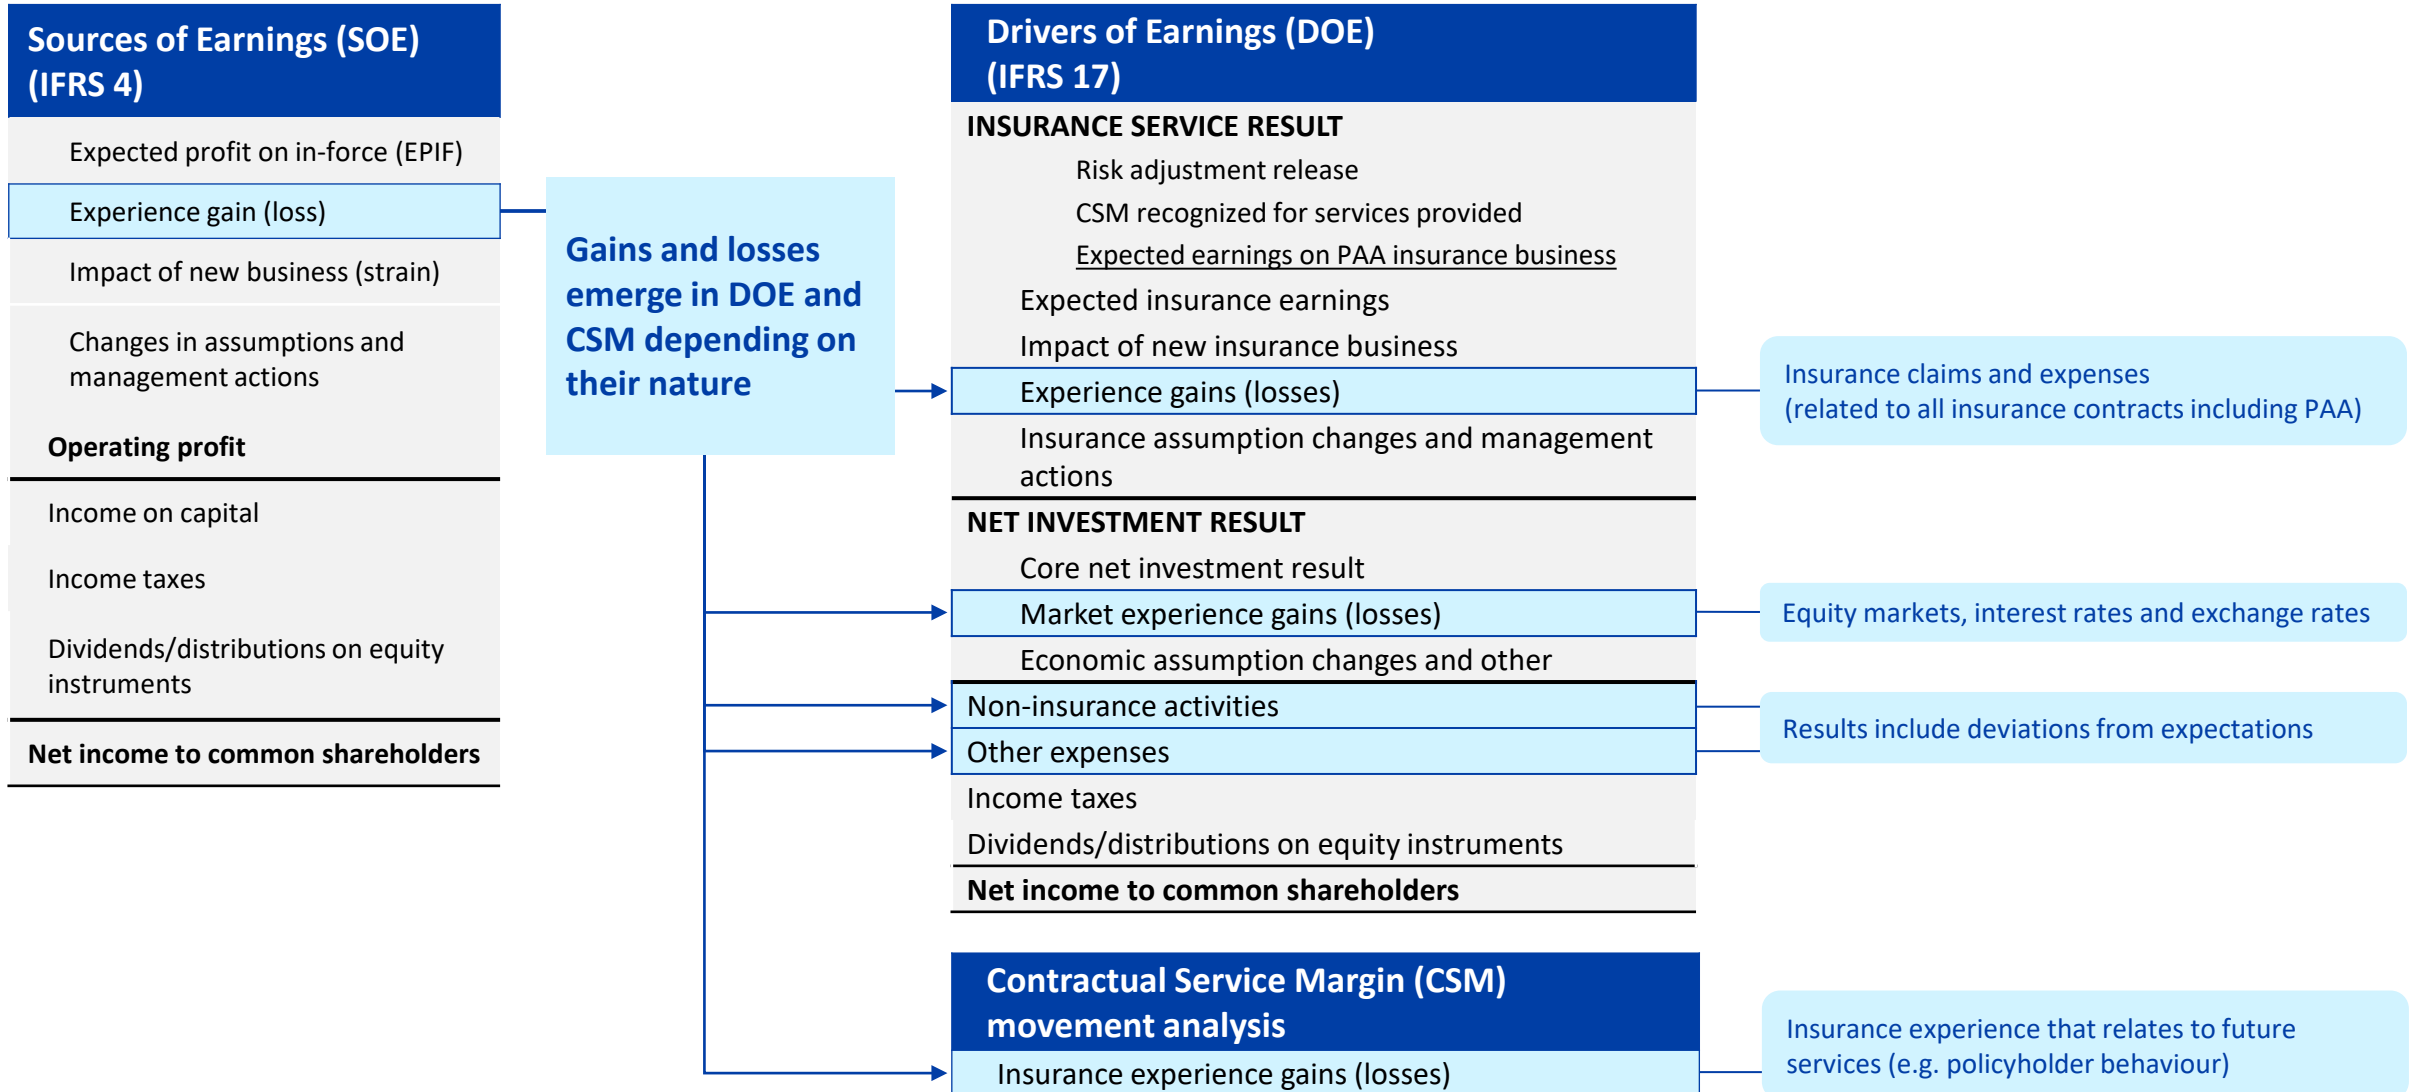 Sources of Earnings (SOE)
(IFRS 4)
Expected profit on in-force (EPIF)
Experience gain (loss)
Impact of new business (strain)
Changes in assumptions and
management actions
Operating profit
Income on capital
Income taxes
Dividends/distributions on equity
instruments
Net income to common shareholders
Gains and losses
emerge in DOE and
CSM depending on
their nature
Drivers of Earnings (DOE)
(IFRS 17)
INSURANCE SERVICE RESULT
Risk adjustment release
CSM recognized for services provided
Expected earnings on PAA insurance business
Expected insurance earnings
Impact of new insurance business
Experience gains (losses)
Insurance assumption changes and management
actions
NET INVESTMENT RESULT
Core net investment result
Market experience gains (losses)
Economic assumption changes and other
Non-insurance activities
Other expenses
Income taxes
Dividends/distributions on equity instruments
Net income to common shareholders
Contractual Service Margin (CSM)
movement analysis
Insurance experience gains (losses)
Insurance claims and expenses
(related to all insurance contracts including PAA)
Equity markets, interest rates and exchange rates
Results include deviations from expectations
Insurance experience that relates to future
services (e.g. policyholder behaviour)